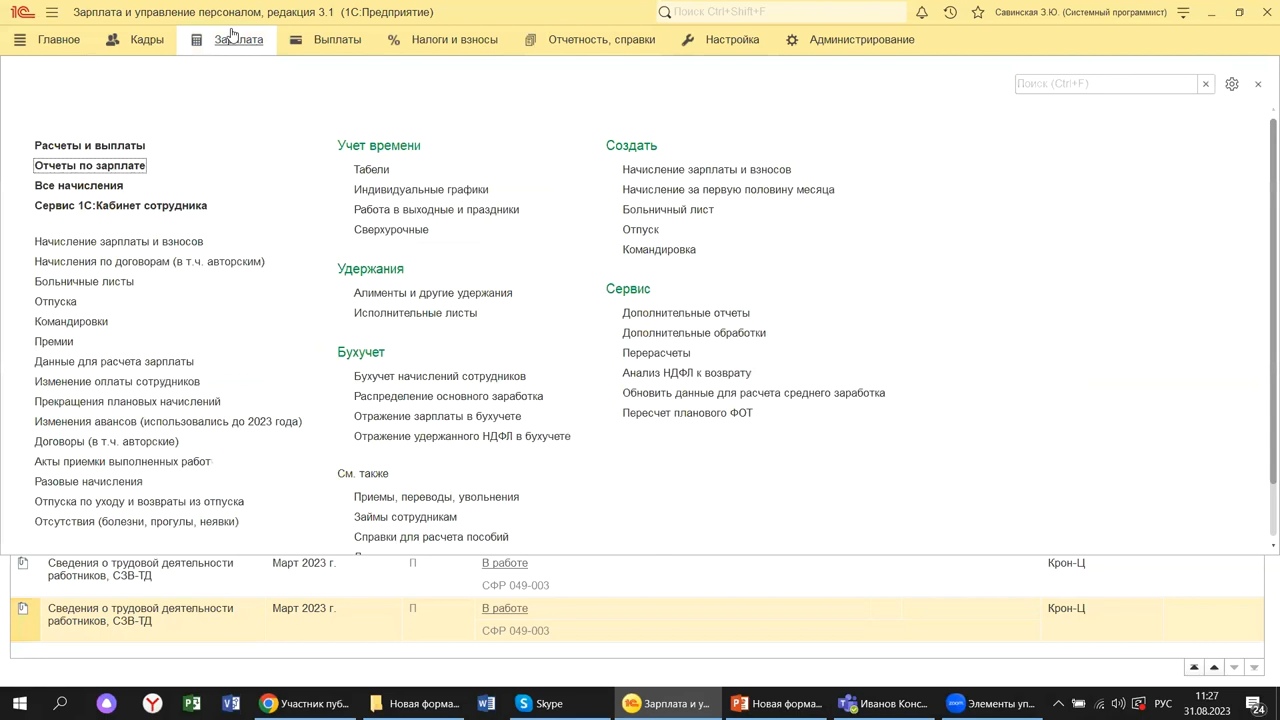 Зарплата и управление персоналом, редакция 3.1 (1С:Предприятие)
Поиск Ctrl+Shift+F
Савинская З.Ю. (Системный программист)
Главное
Кадры
Зарплата
Выплаты
Налоги и взносы
Отчетность, справки
Настройка
Администрирование
Поиск (Ctrl+F)
Расчеты и выплаты
Отчеты по зарплате
Все начисления
Сервис 1С:Кабинет сотрудника
Начисление зарплаты и взносов
Начисления по договорам (в т.ч. авторским)
Больничные листы
Отпуска
Командировки
Премии
Данные для расчета зарплаты
Изменение оплаты сотрудников
Прекращения плановых начислений
Изменения авансов (использовались до 2023 года)
Договоры (в т.ч. авторские)
Акты приемки выполненных работ
Разовые начисления
Отпуска по уходу и возвраты из отпуска
Отсутствия (болезни, прогулы, неявки)
Учет времени
Табели
Индивидуальные графики
Работа в выходные и праздники
Сверхурочные
Удержания
Алименты и другие удержания
Исполнительные листы
Бухучет
Бухучет начислений сотрудников
Распределение основного заработка
Отражение зарплаты в бухучете
Отражение удержанного НДФЛ в бухучете
См. также
Приемы, переводы, увольнения
Займы сотрудникам
Справки для расчета пособий
Создать
Начисление зарплаты и взносов
Начисление за первую половину месяца
Больничный лист
Отпуск
Командировка
Сервис
Дополнительные отчеты
Дополнительные обработки
Перерасчеты
Анализ НДФЛ к возврату
Обновить данные для расчета среднего заработка
Пересчет планового ФОТ
Сведения о трудовой деятельности работников, СЗВ-ТД
Март 2023 г.
П
В работе
СФР 049-003
Крон-Ц
Сведения о трудовой деятельности работников, СЗВ-ТД
Март 2023 г.
П
В работе
СФР 049-003
Крон-Ц
Участник пуб...
Новая форма...
Skype
Зарплата и у...
Новая форма...
Иванов Конс...
zoom
Элементы уп...
РУС
11:27
31.08.2023
24